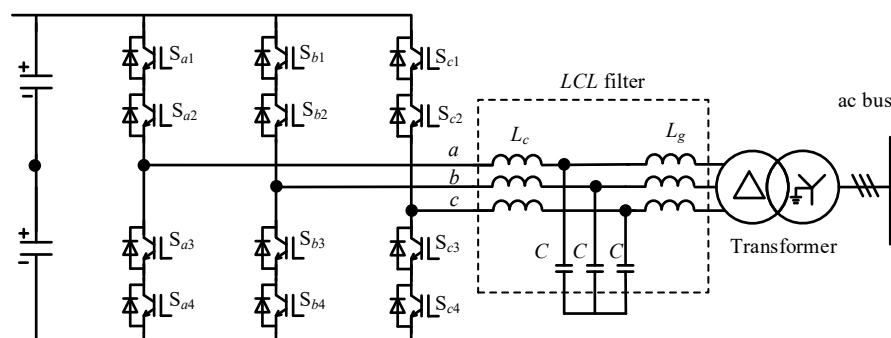 S_a1
S_b1
S_c1
LCL filter
+
−
S_a2
S_b2
S_c2
ac bus
L_c
L_g
a
b
c
+
−
S_a3
S_b3
S_c3
C C C
Transformer
S_a4
S_b4
S_c4